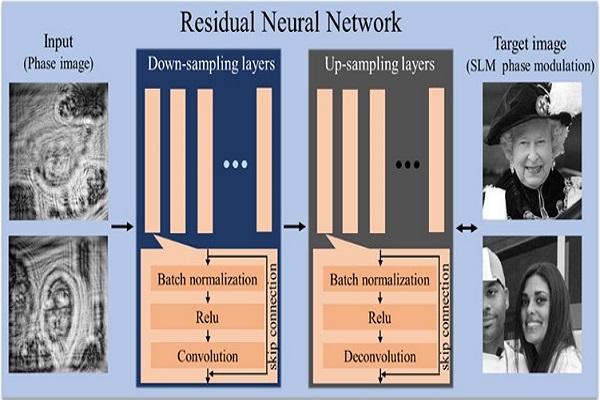 Residual Neural Network
Input
(Phase image)
Down-sampling layers
Up-sampling layers
Target image
(SLM phase modulation)
Batch normalization
Relu
Convolution
skip connection
Batch normalization
Relu
Deconvolution
skip connection